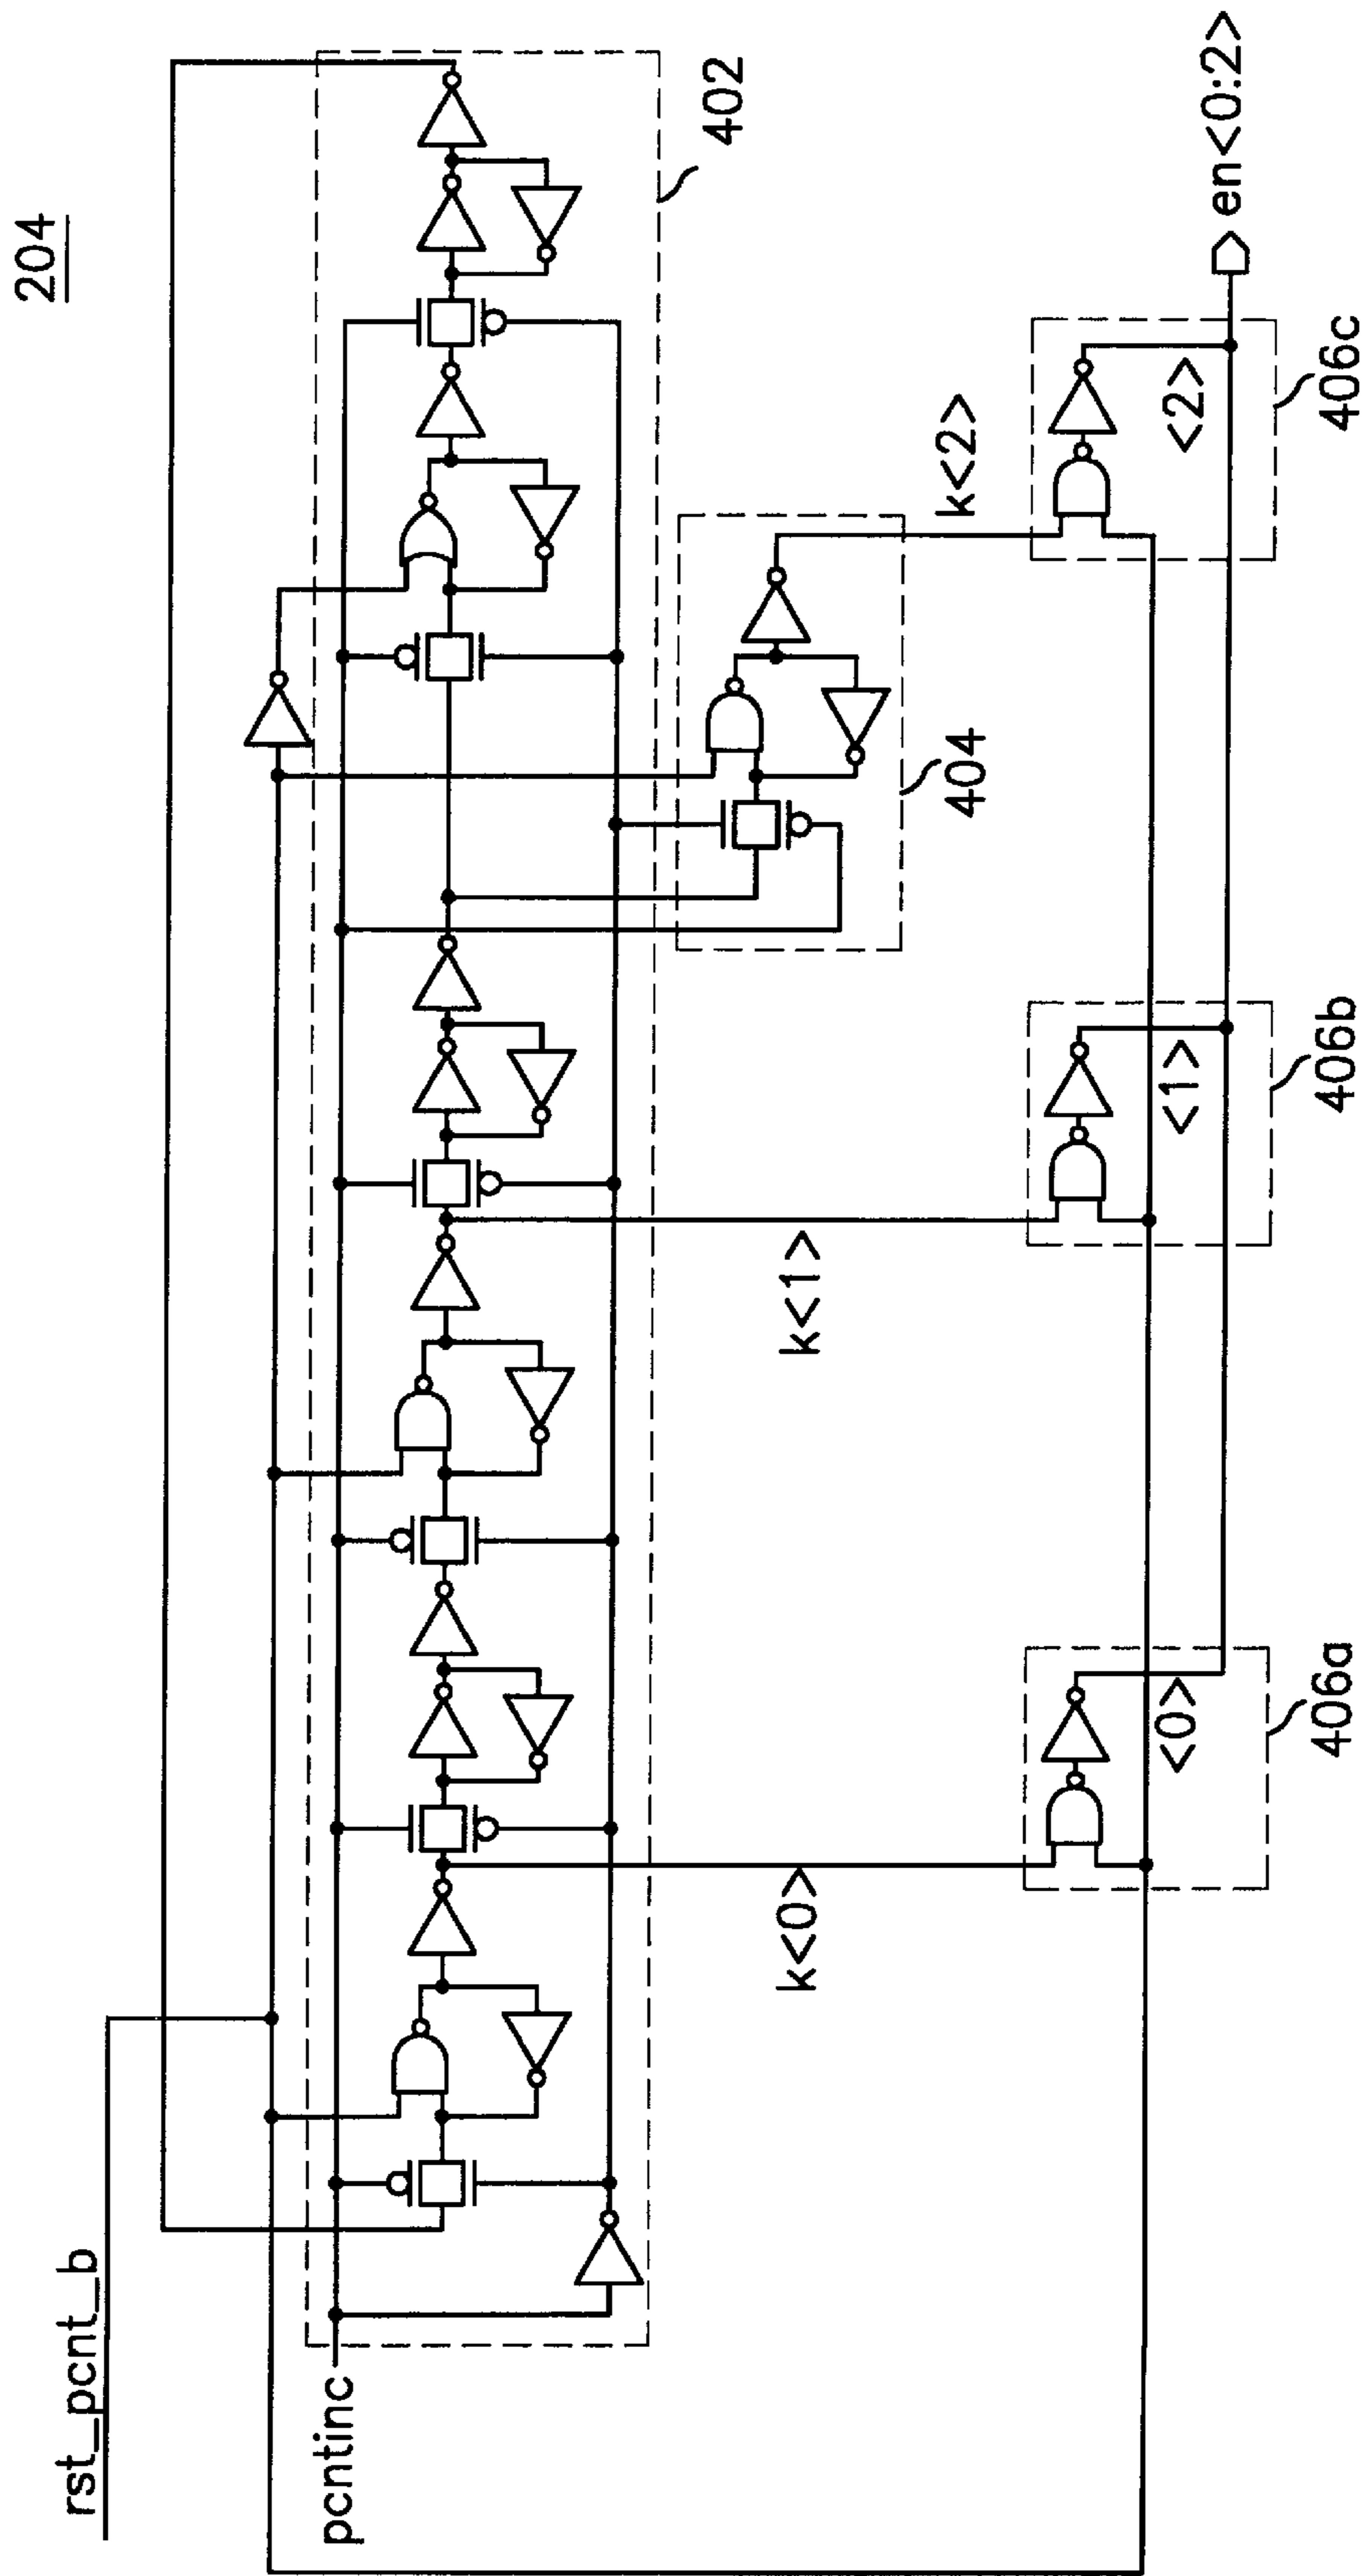 204
rst_pcnt_b
pcntinc
402
404
k<0>
k<1>
k<2>
<0>
<1>
<2>
406a
406b
406c
en<0:2>